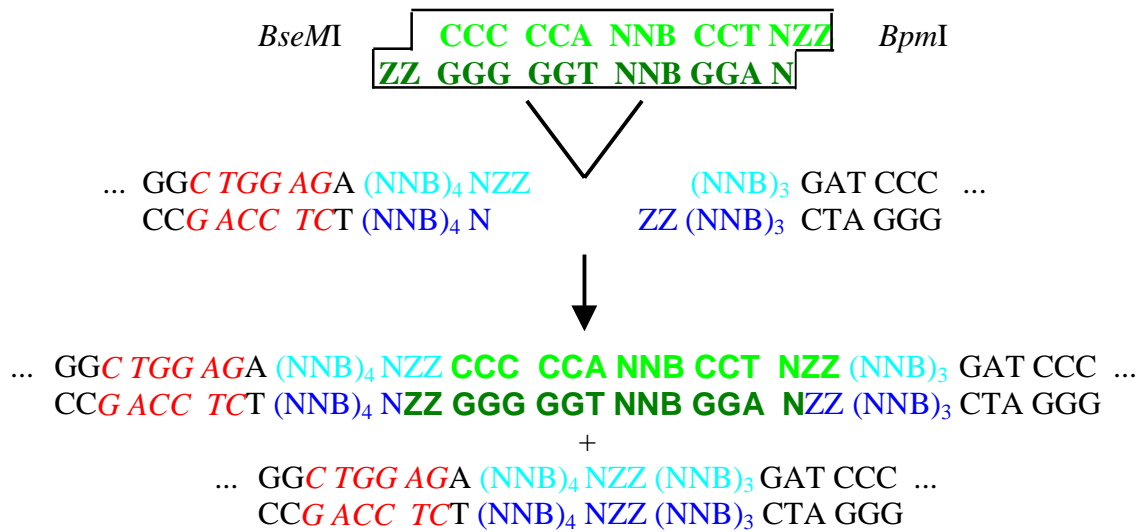 BseMI CCC CCA NNB CCT NZZ BpmI
ZZ GGG GGT NNB GGA N
... GGC TGG AGA (NNB)₄ NZZ (NNB)₃ GAT CCC ...
CCG ACC TCT (NNB)₄ N ZZ (NNB)₃ CTA GGG
... GGC TGG AGA (NNB)₄ NZZ CCC CCA NNB CCT NZZ (NNB)₃ GAT CCC ...
CCG ACC TCT (NNB)₄ NZZ GGG GGT NNB GGA NZZ (NNB)₃ CTA GGG
+
... GGC TGG AGA (NNB)₄ NZZ (NNB)₃ GAT CCC ...
CCG ACC TCT (NNB)₄ NZZ (NNB)₃ CTA GGG